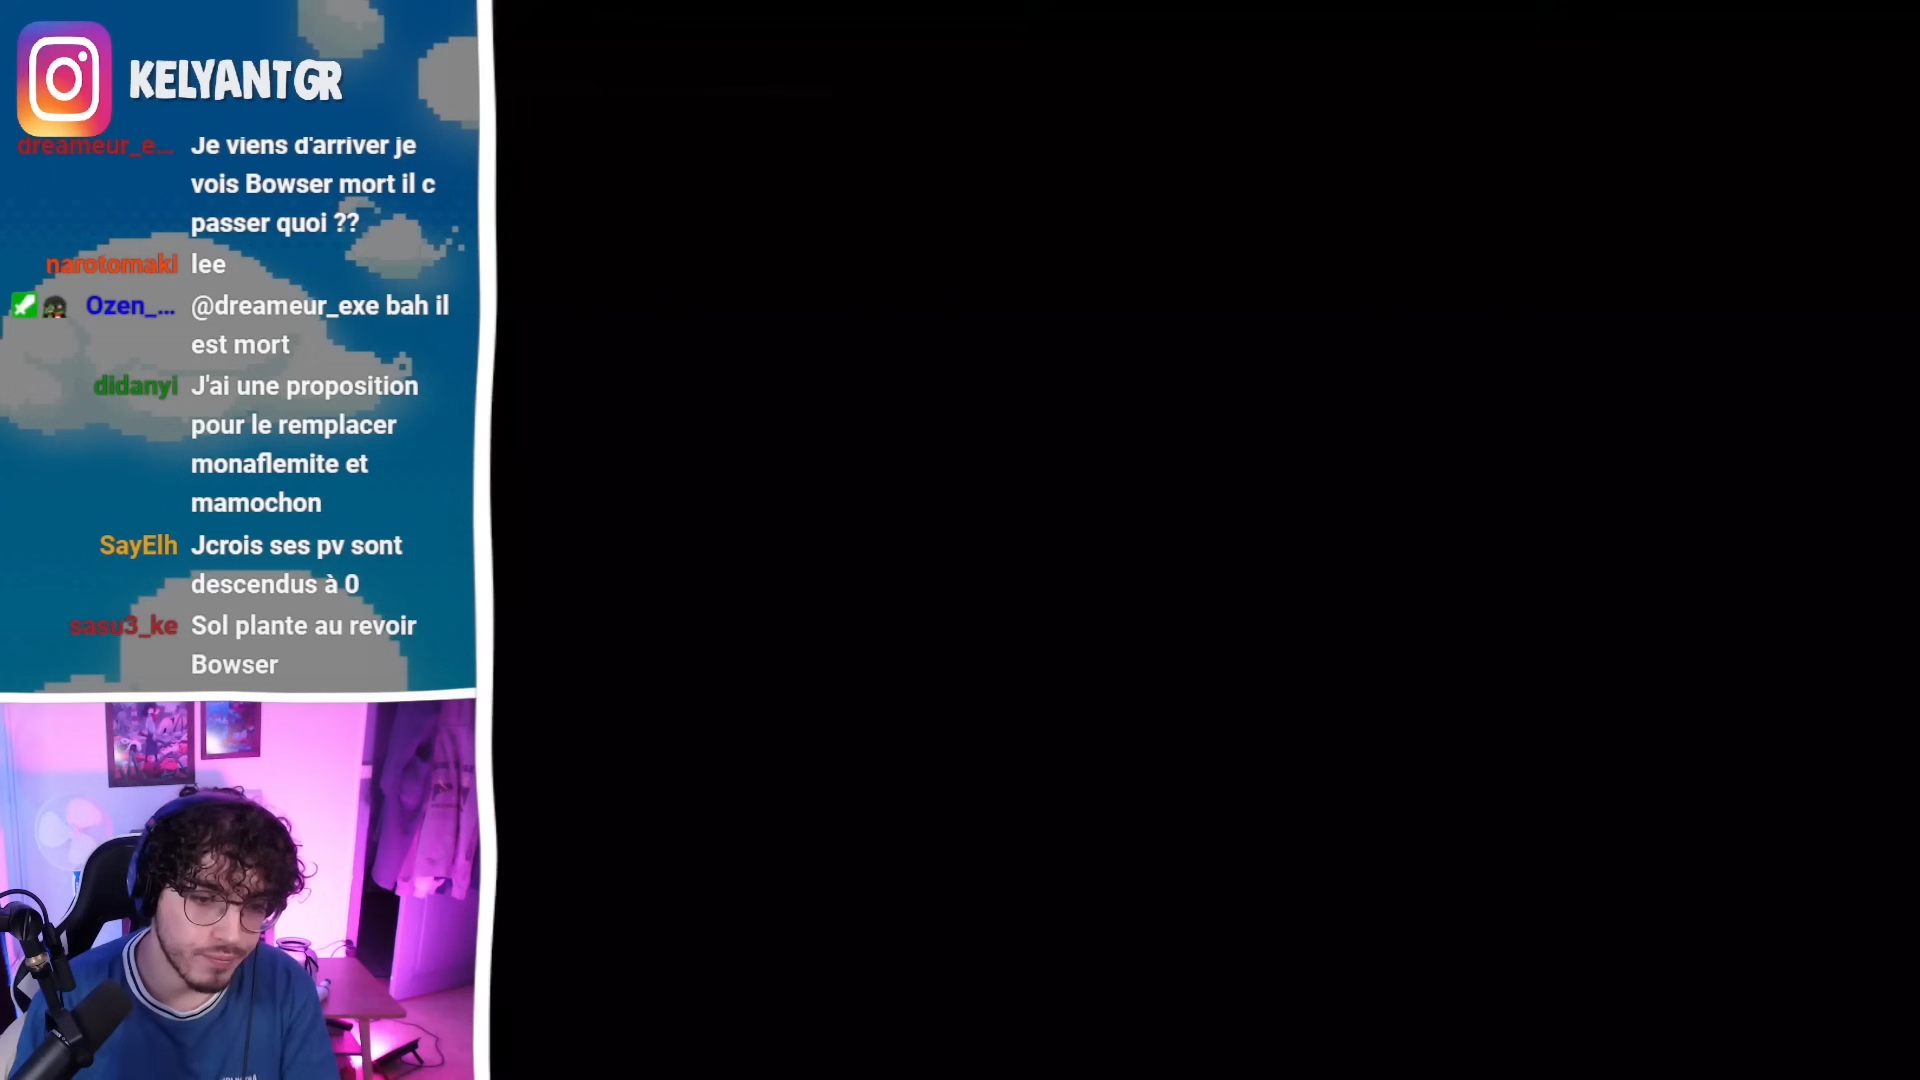 KELYANTGR
dreameur_e... Je viens d'arriver je
vois Bowser mort il c
passer quoi ??
narotomaki lee
Ozen_... @dreameur_exe bah il
est mort
didanyi J'ai une proposition
pour le remplacer
monaflemite et
mamochon
SayElh Jcrois ses pv sont
descendus à 0
sasu3_ke Sol plante au revoir
Bowser